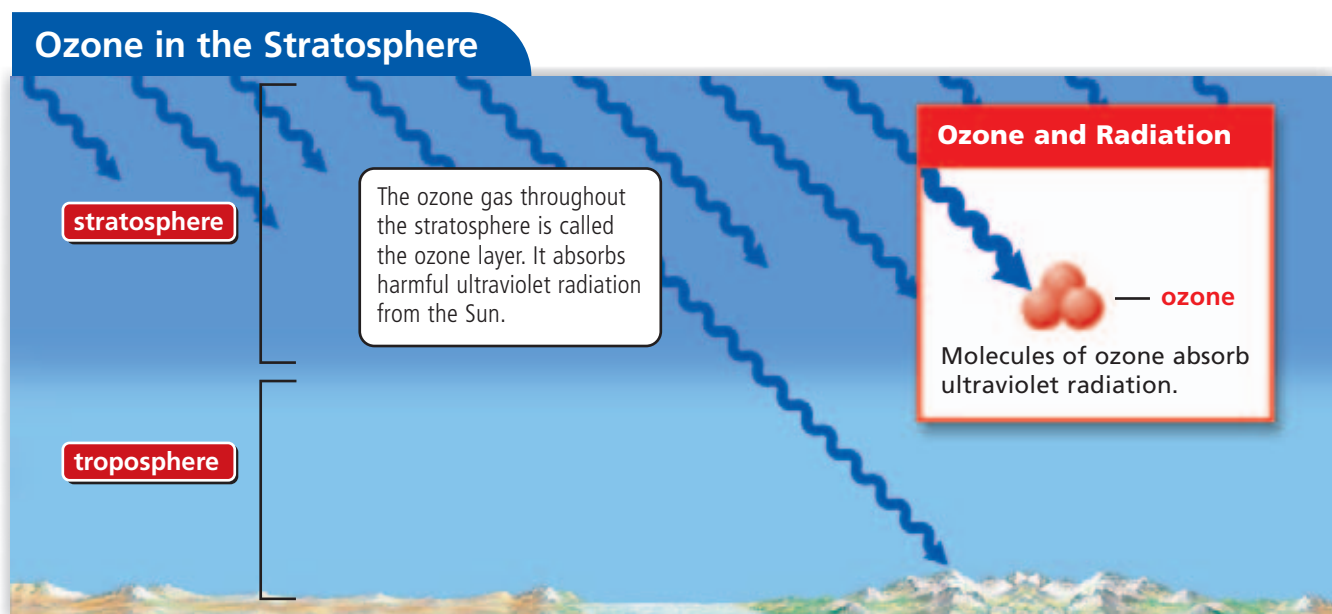 Ozone in the Stratosphere
stratosphere
troposphere
The ozone gas throughout
the stratosphere is called
the ozone layer. It absorbs
harmful ultraviolet radiation
from the Sun.
Ozone and Radiation
ozone
Molecules of ozone absorb
ultraviolet radiation.